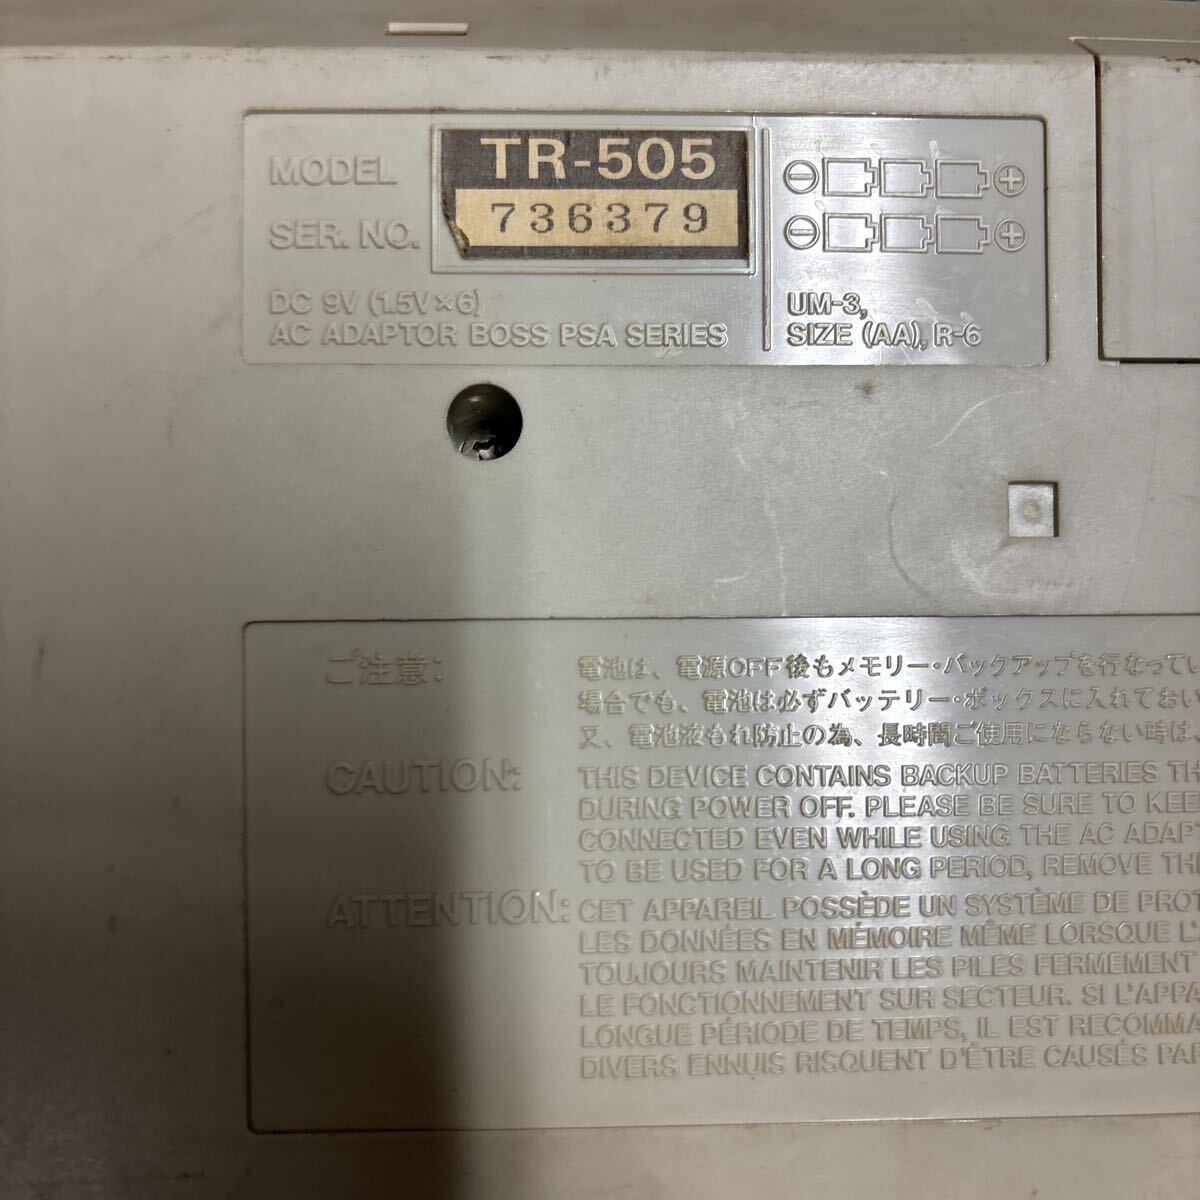 MODEL TR-505
SER. NO. 736379
DC 9V (1.5V×6)
AC ADAPTOR BOSS PSA SERIES
UM-3,
SIZE (AA), R-6
ご注意:
電池は、電源OFF後もメモリー・バックアップを行なってい
場合でも、電池は必ずバッテリー・ボックスに入れておい
又、電池液もれ防止の為、長時間ご使用にならない時は、
CAUTION:
THIS DEVICE CONTAINS BACKUP BATTERIES TH
DURING POWER OFF. PLEASE BE SURE TO KEE
CONNECTED EVEN WHILE USING THE AC ADAPT
TO BE USED FOR A LONG PERIOD, REMOVE THE
ATTENTION:
CET APPAREIL POSSÈDE UN SYSTÈME DE PROT
LES DONNÉES EN MÉMOIRE MÊME LORSQUE L'
TOUJOURS MAINTENIR LES PILES FERMEMENT
LE FONCTIONNEMENT SUR SECTEUR. SI L'APPA
LONGUE PÉRIODE DE TEMPS, IL EST RECOMMA
DIVERS ENNUIS RISQUENT D'ÊTRE CAUSÉS PAR